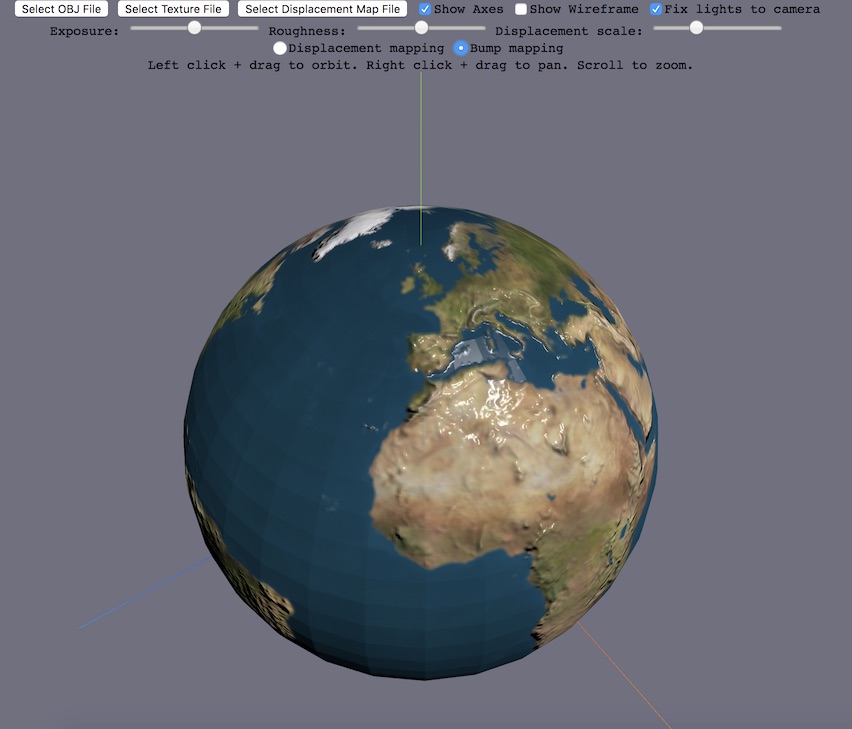 Select OBJ File Select Texture File Select Displacement Map File Show Axes Show Wireframe Fix lights to camera
Exposure: Roughness: Displacement scale:
Displacement mapping Bump mapping
Left click + drag to orbit. Right click + drag to pan. Scroll to zoom.